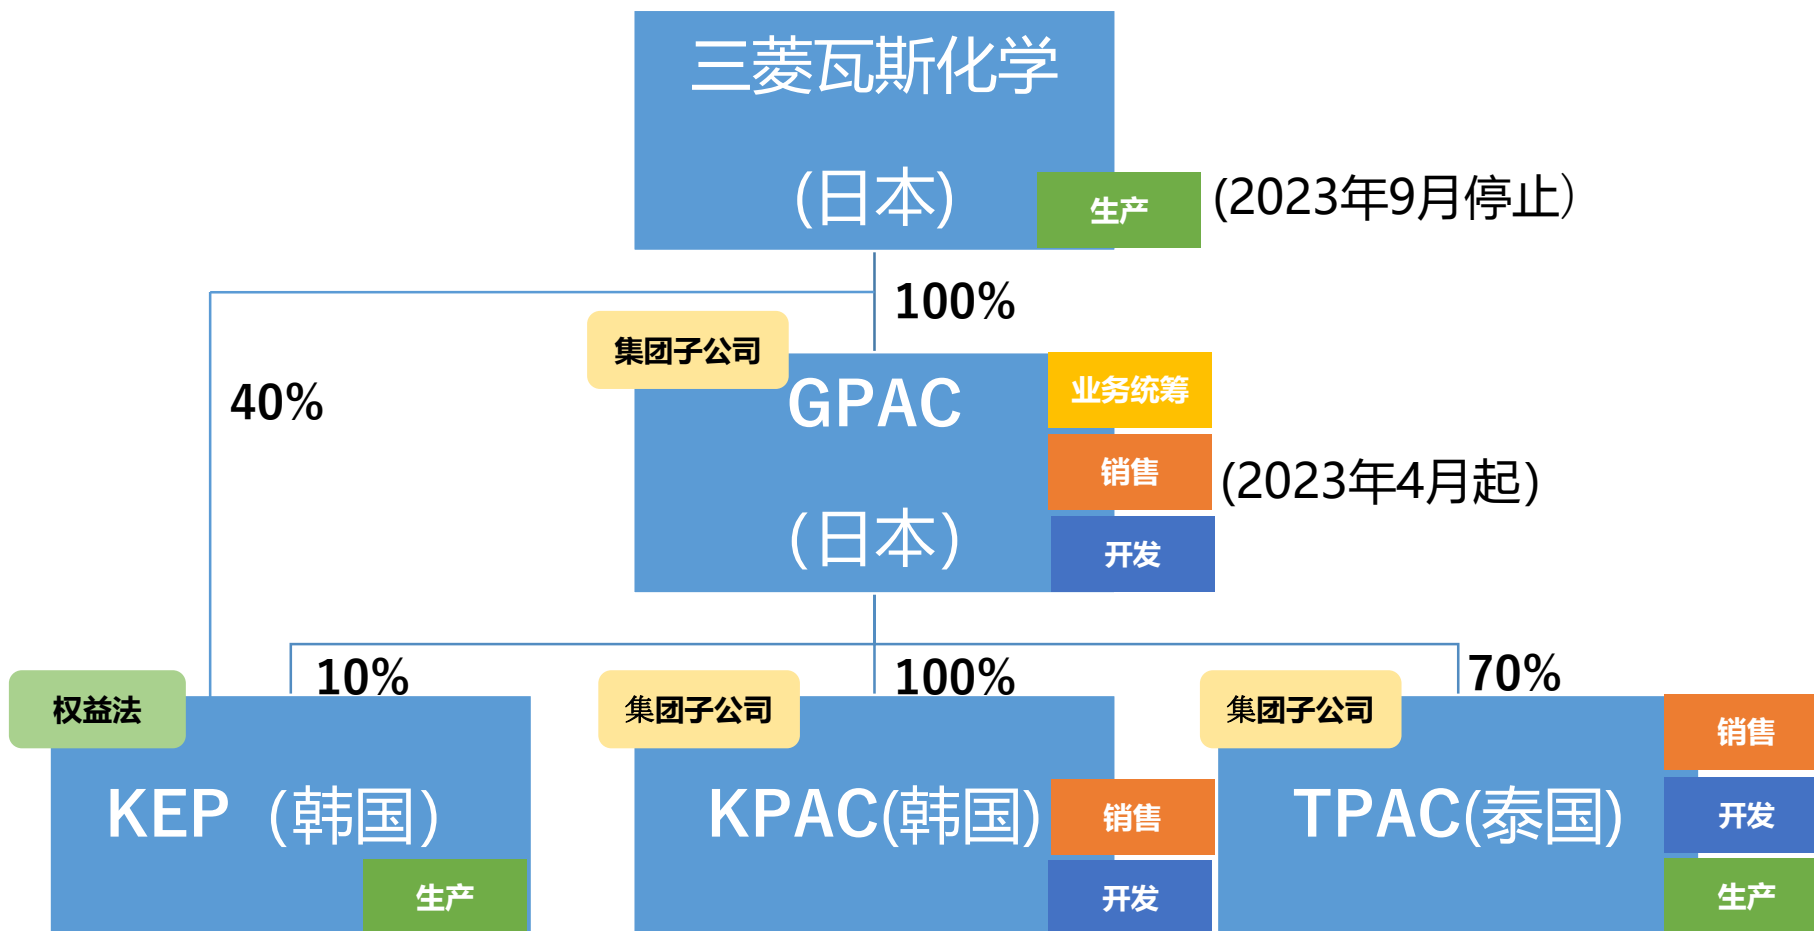 三菱瓦斯化学
(日本)
生产
(2023年9月停止)
100%
40%
集团子公司
GPAC
(日本)
业务统筹
销售
(2023年4月起)
开发
10%
100%
70%
权益法
KEP (韩国)
生产
集团子公司
KPAC(韩国)
销售
开发
集团子公司
TPAC(泰国)
销售
开发
生产